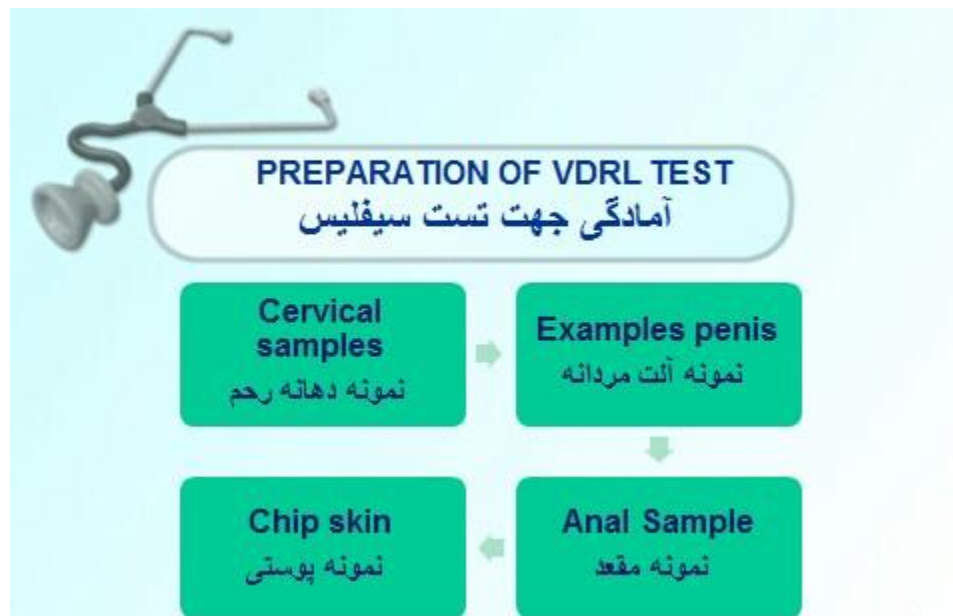 PREPARATION OF VDRL TEST
آمادگی جهت تست سیفلیس
Cervical
samples
نمونه دهانه رحم
Examples penis
نمونه آلت مردانه
Anal Sample
نمونه مقعد
Chip skin
نمونه پوستی